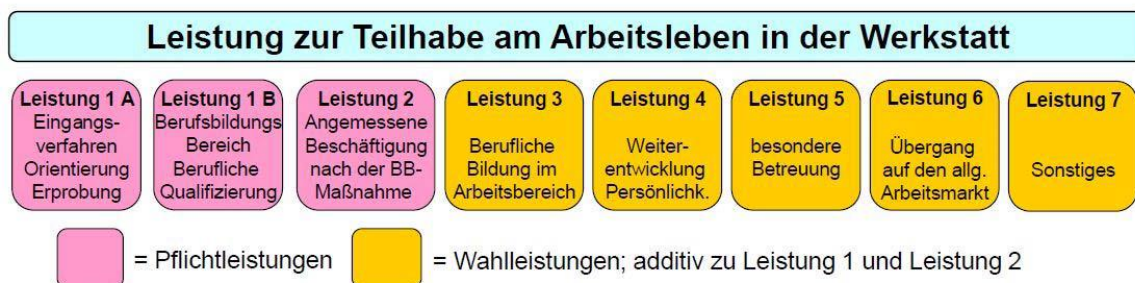 Leistung zur Teilhabe am Arbeitsleben in der Werkstatt
Leistung 1 A
Eingangs-
verfahren
Orientierung
Erprobung
Leistung 1 B
Berufsbildungs
Bereich
Berufliche
Qualifizierung
Leistung 2
Angemessene
Beschäftigung
nach der BB-
Maßnahme
Leistung 3
Berufliche
Bildung im
Arbeitsbereich
Leistung 4
Weiter-
entwicklung
Persönlichk.
Leistung 5
besondere
Betreuung
Leistung 6
Übergang
auf den allg.
Arbeitsmarkt
Leistung 7
Sonstiges
= Pflichtleistungen
= Wahlleistungen; additiv zu Leistung 1 und Leistung 2